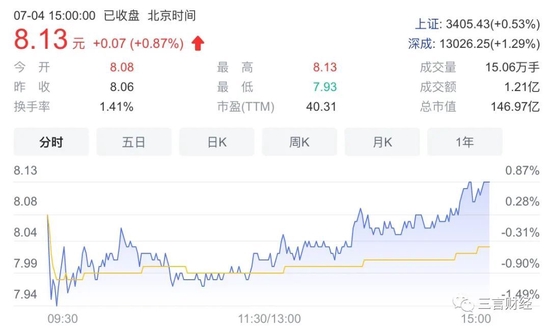 07-04 15:00:00 已收盘 北京时间
8.13 元 +0.07 (+0.87%)
上证: 3405.43(+0.53%)
深成: 13026.25(+1.29%)
今 开 8.08 最 高 8.13 成交量 15.06万手
昨 收 8.06 最 低 7.93 成交额 1.21亿
换手率 1.41% 市盈(TTM) 40.31 总市值 146.97亿
分时 五日 日K 周K 月K 1年
8.13 0.87%
8.08 0.28%
8.04 -0.31%
7.99 -0.90%
7.94 -1.49%
三言财经
09:30 11:30/13:00 15:00